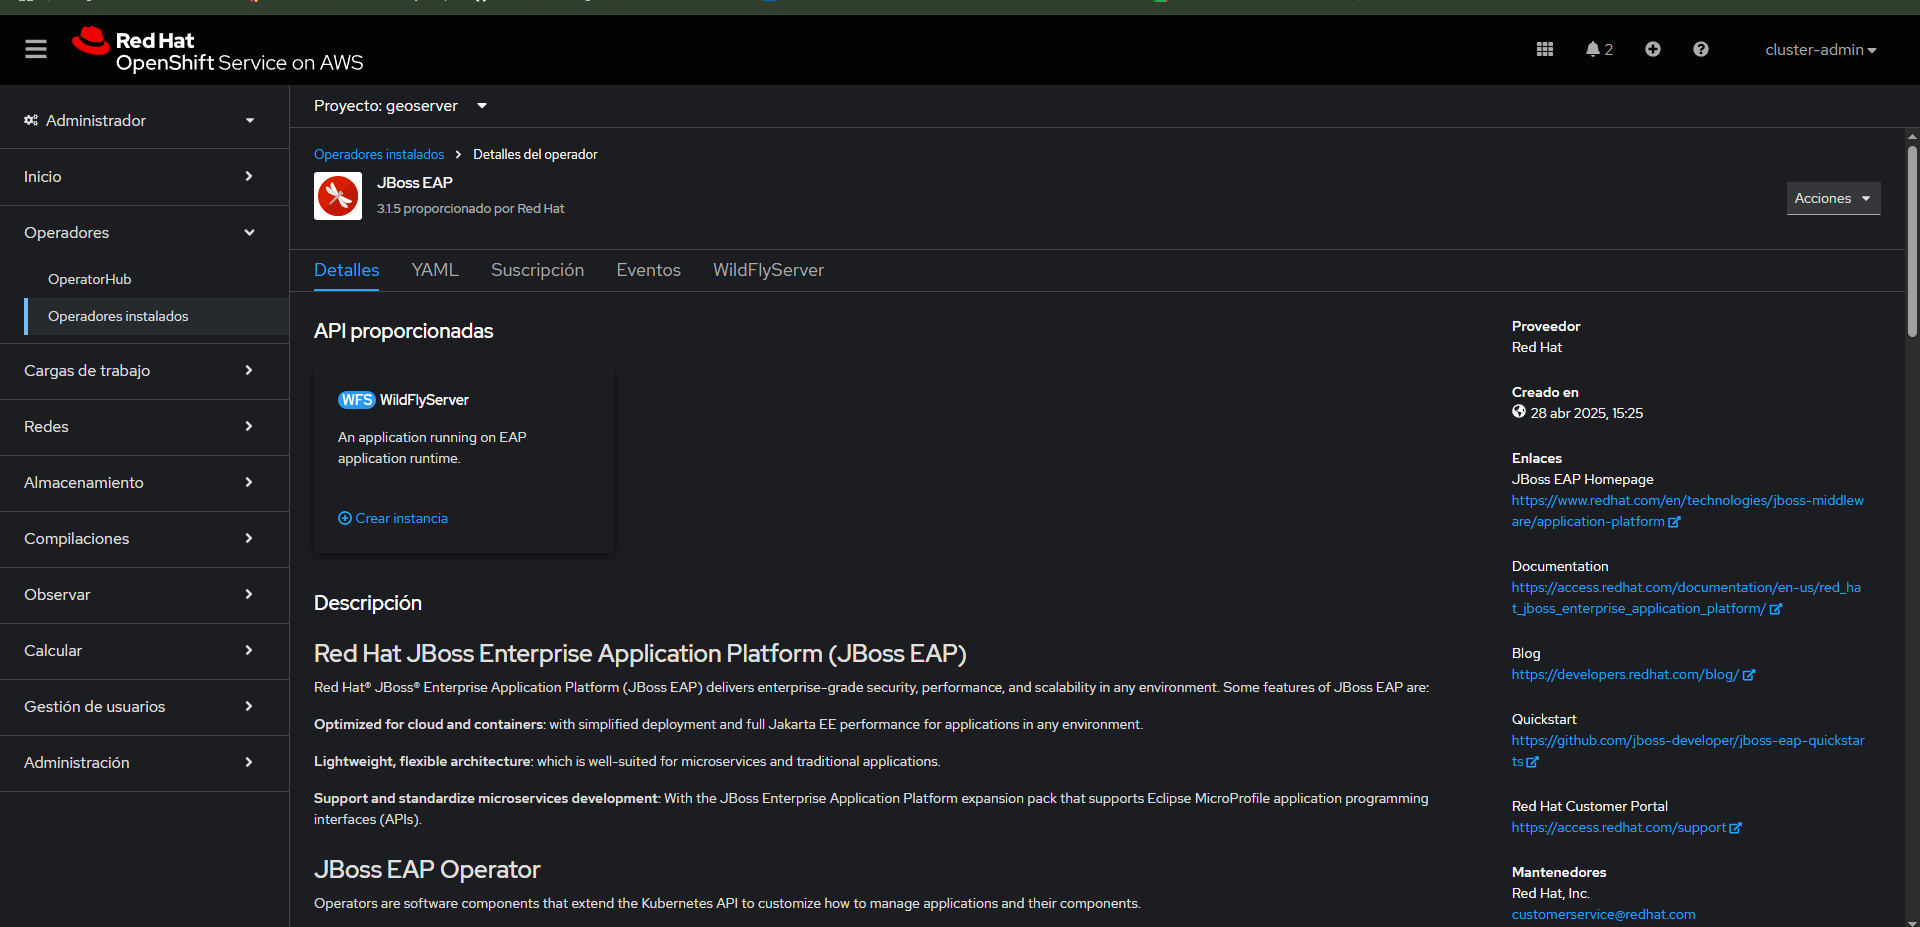 Red Hat
OpenShift Service on AWS
2
cluster-admin
Administrador
Inicio
Operadores
OperatorHub
Operadores instalados
Cargas de trabajo
Redes
Almacenamiento
Compilaciones
Observar
Calcular
Gestión de usuarios
Administración
Proyecto: geoserver
Operadores instalados > Detalles del operador
JBoss EAP
3.1.5 proporcionado por Red Hat
Acciones
Detalles YAML Suscripción Eventos WildFlyServer
API proporcionadas
WFS WildFlyServer
An application running on EAP
application runtime.
Crear instancia
Descripción
Red Hat JBoss Enterprise Application Platform (JBoss EAP)
Red Hat® JBoss® Enterprise Application Platform (JBoss EAP) delivers enterprise-grade security, performance, and scalability in any environment. Some features of JBoss EAP are:
Optimized for cloud and containers: with simplified deployment and full Jakarta EE performance for applications in any environment.
Lightweight, flexible architecture: which is well-suited for microservices and traditional applications.
Support and standardize microservices development: With the JBoss Enterprise Application Platform expansion pack that supports Eclipse MicroProfile application programming
interfaces (APIs).
JBoss EAP Operator
Operators are software components that extend the Kubernetes API to customize how to manage applications and their components.
Proveedor
Red Hat
Creado en
28 abr 2025, 15:25
Enlaces
JBoss EAP Homepage
https://www.redhat.com/en/technologies/jboss-middlew
are/application-platform
Documentation
https://access.redhat.com/documentation/en-us/red_ha
t_jboss_enterprise_application_platform/
Blog
https://developers.redhat.com/blog/
Quickstart
https://github.com/jboss-developer/jboss-eap-quickstar
ts
Red Hat Customer Portal
https://access.redhat.com/support
Mantenedores
Red Hat, Inc.
customerservice@redhat.com